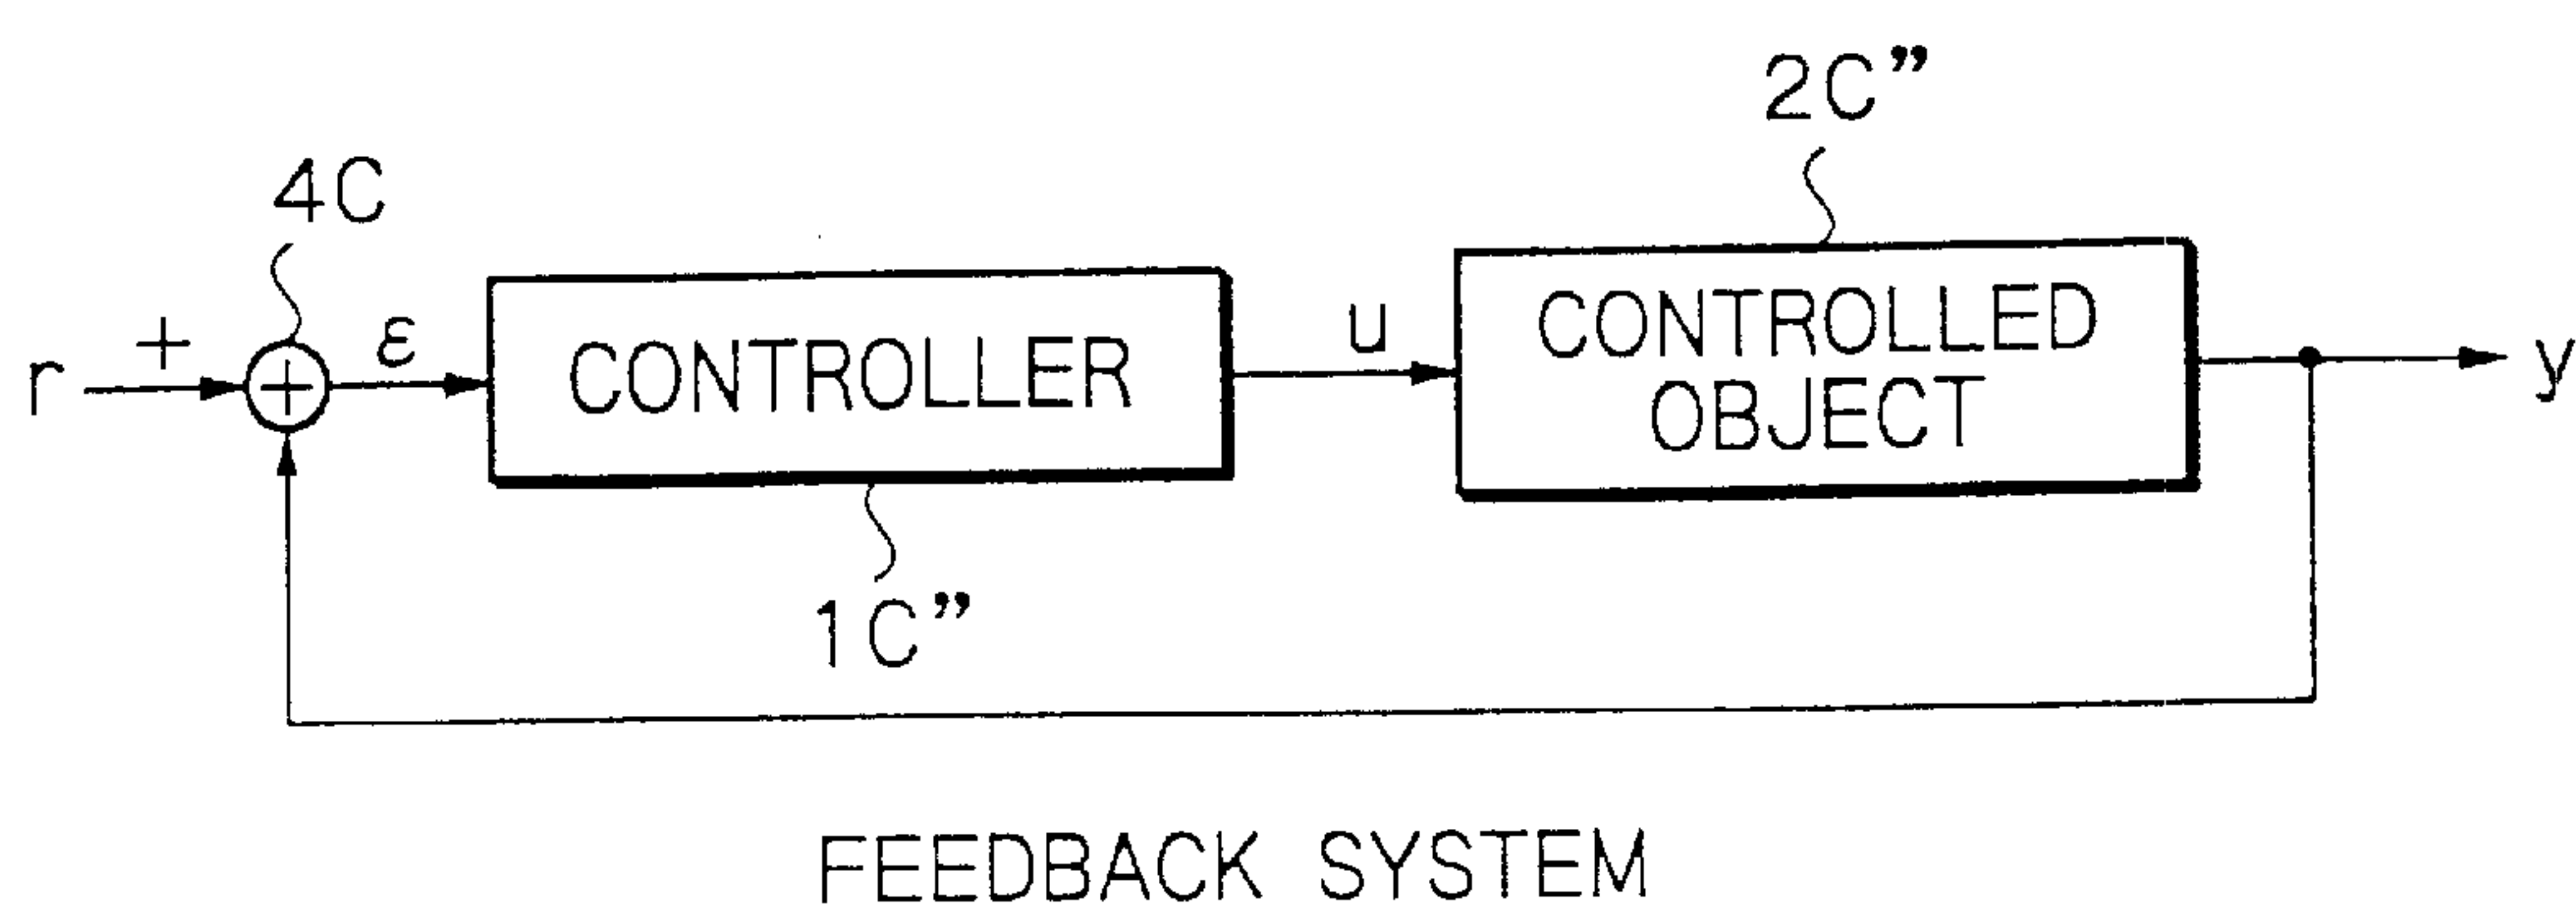 2C”
4C
+
r
ε
CONTROLLER
u
CONTROLLED
OBJECT
y
+
1C”
FEEDBACK SYSTEM